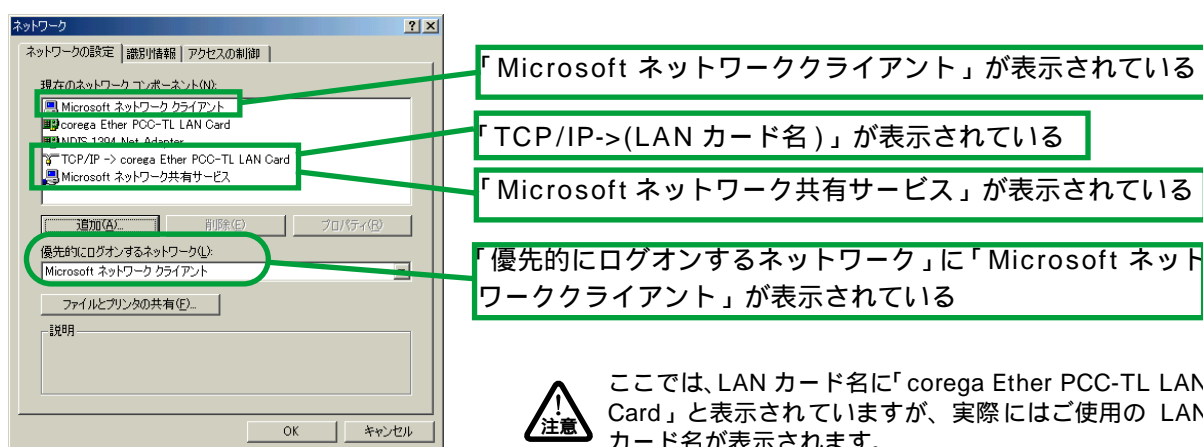 ネットワーク
ネットワークの設定 識別情報 アクセスの制御
現在のネットワーク コンポーネント(N):
Microsoft ネットワーク クライアント
corega Ether PCC-TL LAN Card
NDIS 1394 Net Adapter
TCP/IP -> corega Ether PCC-TL LAN Card
Microsoft ネットワーク共有サービス
追加(A)... 削除(E) プロパティ(R)
優先的にログオンするネットワーク(L):
Microsoft ネットワーク クライアント
ファイルとプリンタの共有(F)...
説明
OK キャンセル
「Microsoft ネットワーククライアント」が表示されている
「TCP/IP->(LAN カード名)」が表示されている
「Microsoft ネットワーク共有サービス」が表示されている
「優先的にログオンするネットワーク」に「Microsoft ネット
ワーククライアント」が表示されている
注意
ここでは、LAN カード名に「corega Ether PCC-TL LAN
Card」と表示されていますが、実際にはご使用の LAN
カード名が表示されます。